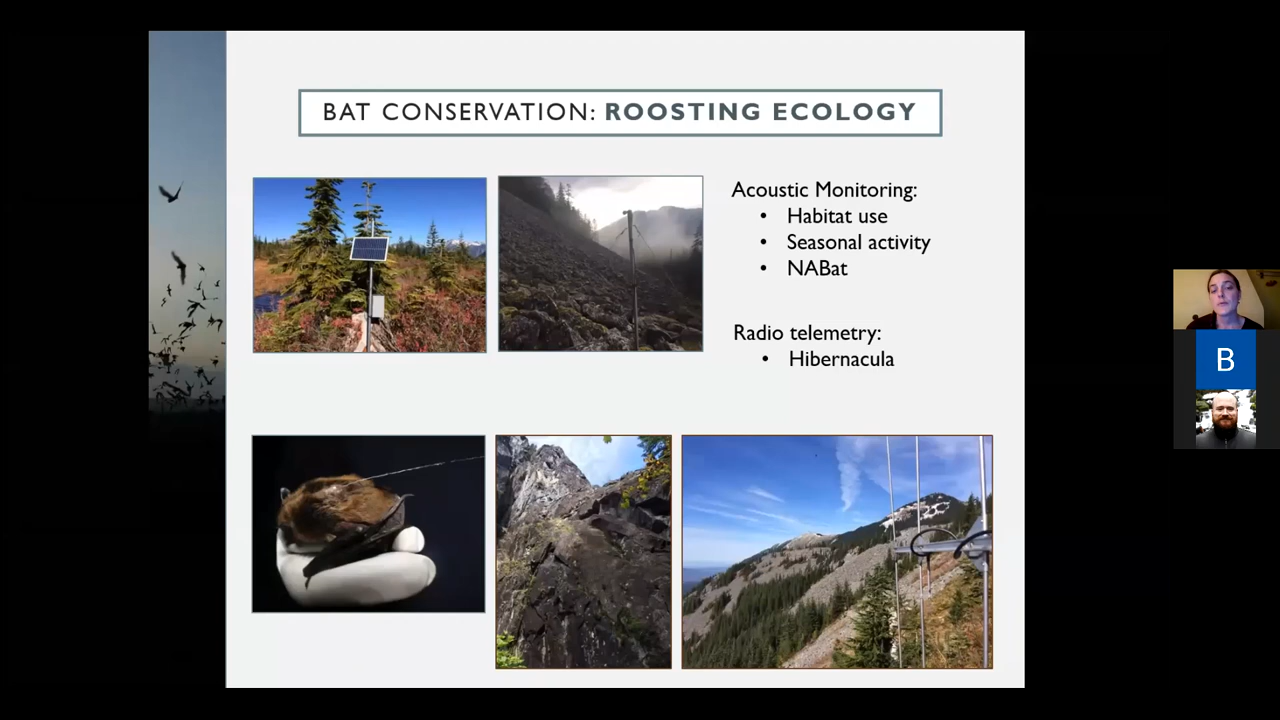 BAT CONSERVATION: ROOSTING ECOLOGY
Acoustic Monitoring:
• Habitat use
• Seasonal activity
• NABat
Radio telemetry:
• Hibernacula
B